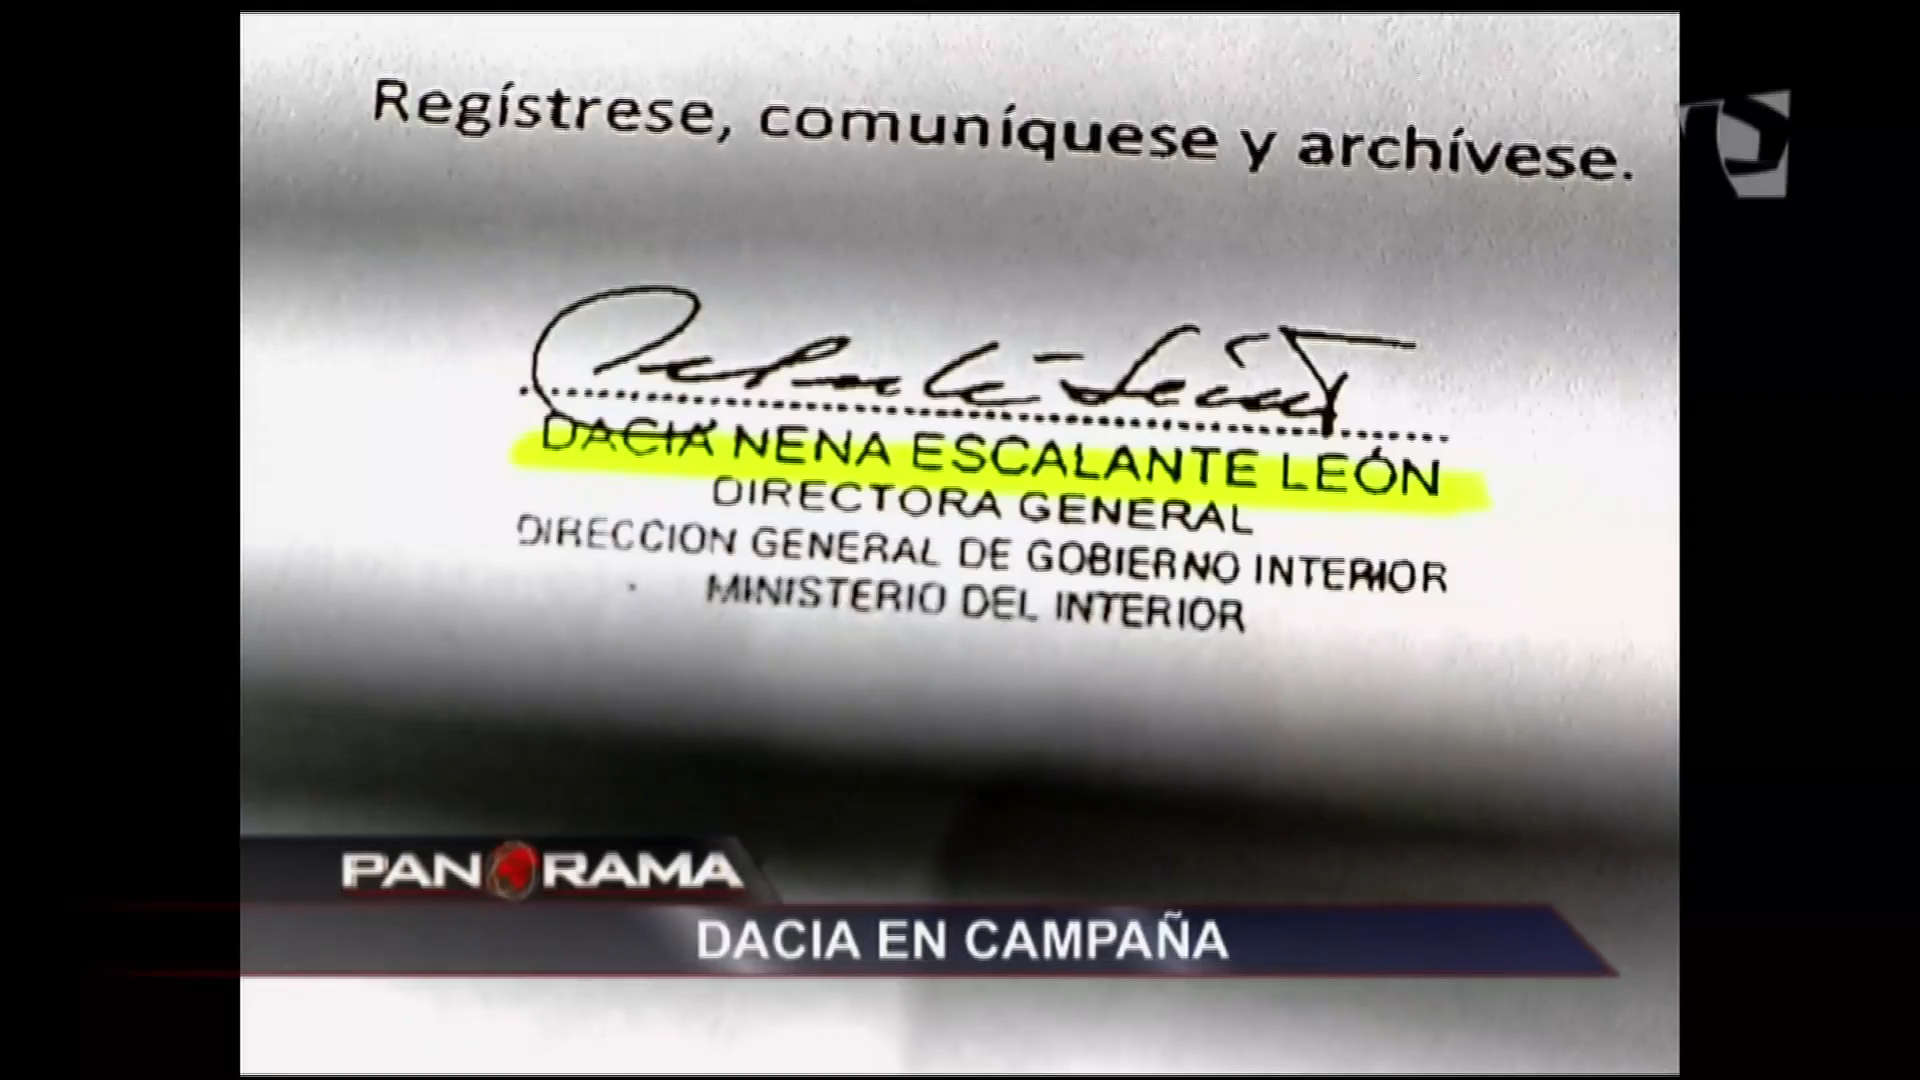 Regístrese, comuníquese y archívese.
DACIA NENA ESCALANTE LEÓN
DIRECTORA GENERAL
DIRECCION GENERAL DE GOBIERNO INTERIOR
MINISTERIO DEL INTERIOR
PANORAMA
DACIA EN CAMPAÑA